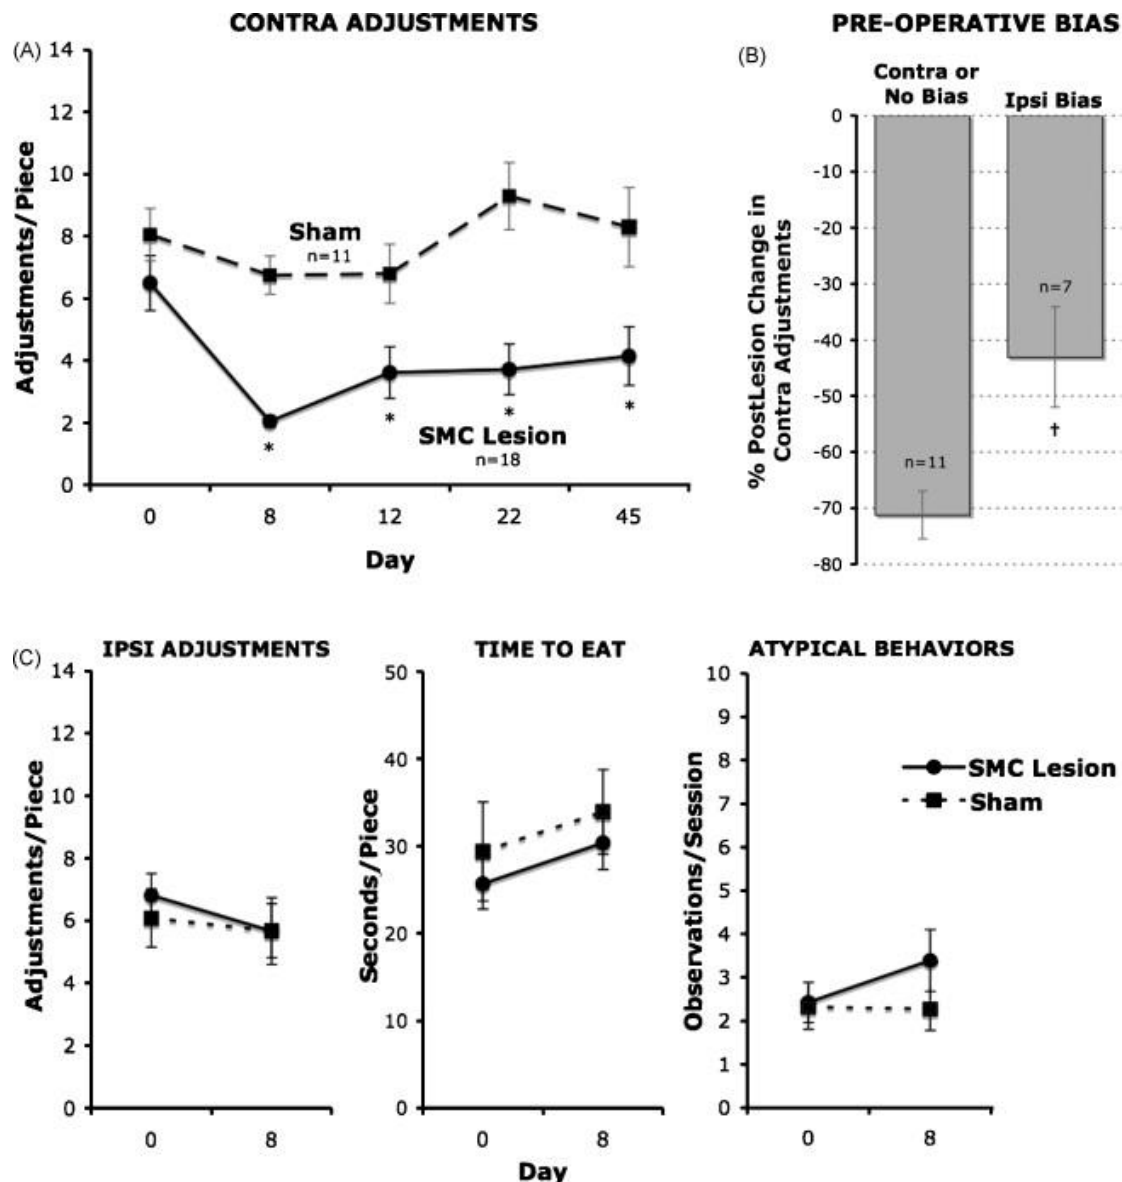 CONTRA ADJUSTMENTS
(A)
Adjustments/Piece
14
12
10
8
6
4
2
0
Sham
n=11
*
*
*
*
SMC Lesion
n=18
0 8 12 22 45
Day
PRE-OPERATIVE BIAS
(B)
Contra or
No Bias
Ipsi Bias
% PostLesion Change in
Contra Adjustments
0
-10
-20
-30
-40
-50
-60
-70
-80
n=7
†
n=11
(C)
IPSI ADJUSTMENTS
Adjustments/Piece
14
12
10
8
6
4
2
0
0 8
TIME TO EAT
Seconds/Piece
50
40
30
20
10
0
0 8
Day
ATYPICAL BEHAVIORS
Observations/Session
10
9
8
7
6
5
4
3
2
1
0
0 8
SMC Lesion
Sham